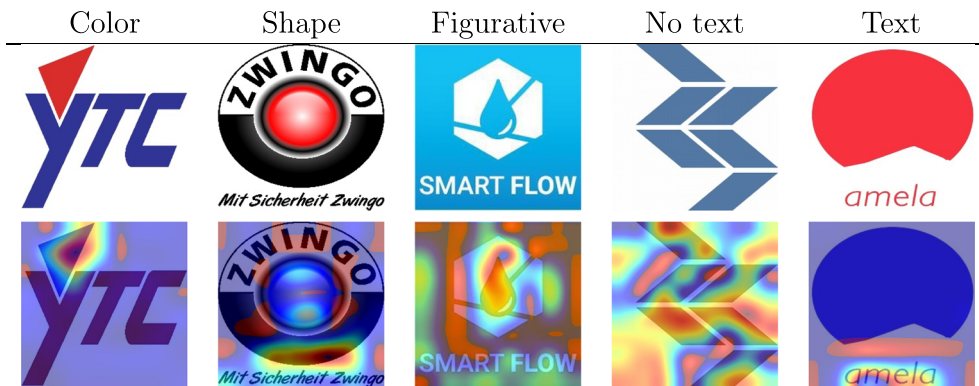 Color Shape Figurative No text Text
YTC
ZWINGO
Mit Sicherheit Zwingo
SMART FLOW
amela
YTC
ZWINGO
Mit Sicherheit Zwingo
SMART FLOW
amela